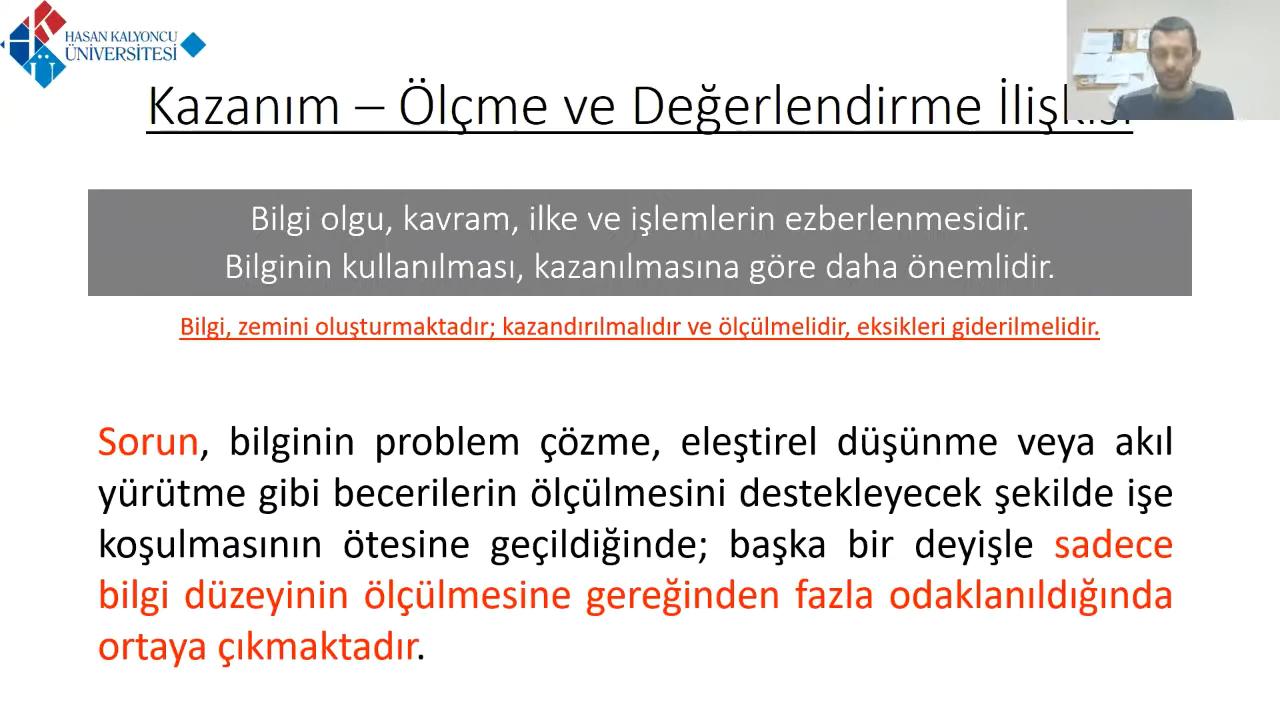 HASAN KALYONCU
ÜNİVERSİTESİ
Kazanım – Ölçme ve Değerlendirme İlişkisi
Bilgi olgu, kavram, ilke ve işlemlerin ezberlenmesidir.
Bilginin kullanılması, kazanılmasına göre daha önemlidir.
Bilgi, zemini oluşturmaktadır; kazandırılmalıdır ve ölçülmelidir, eksikleri giderilmelidir.
Sorun, bilginin problem çözme, eleştirel düşünme veya akıl
yürütme gibi becerilerin ölçülmesini destekleyecek şekilde işe
koşulmasının ötesine geçildiğinde; başka bir deyişle sadece
bilgi düzeyinin ölçülmesine gereğinden fazla odaklanıldığında
ortaya çıkmaktadır.